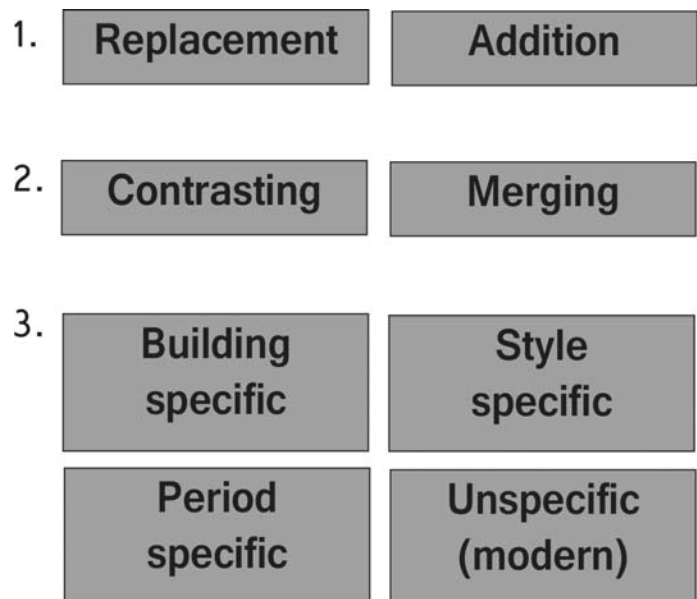 1. Replacement Addition
2. Contrasting Merging
3. Building specific Style specific
Period specific Unspecific (modern)